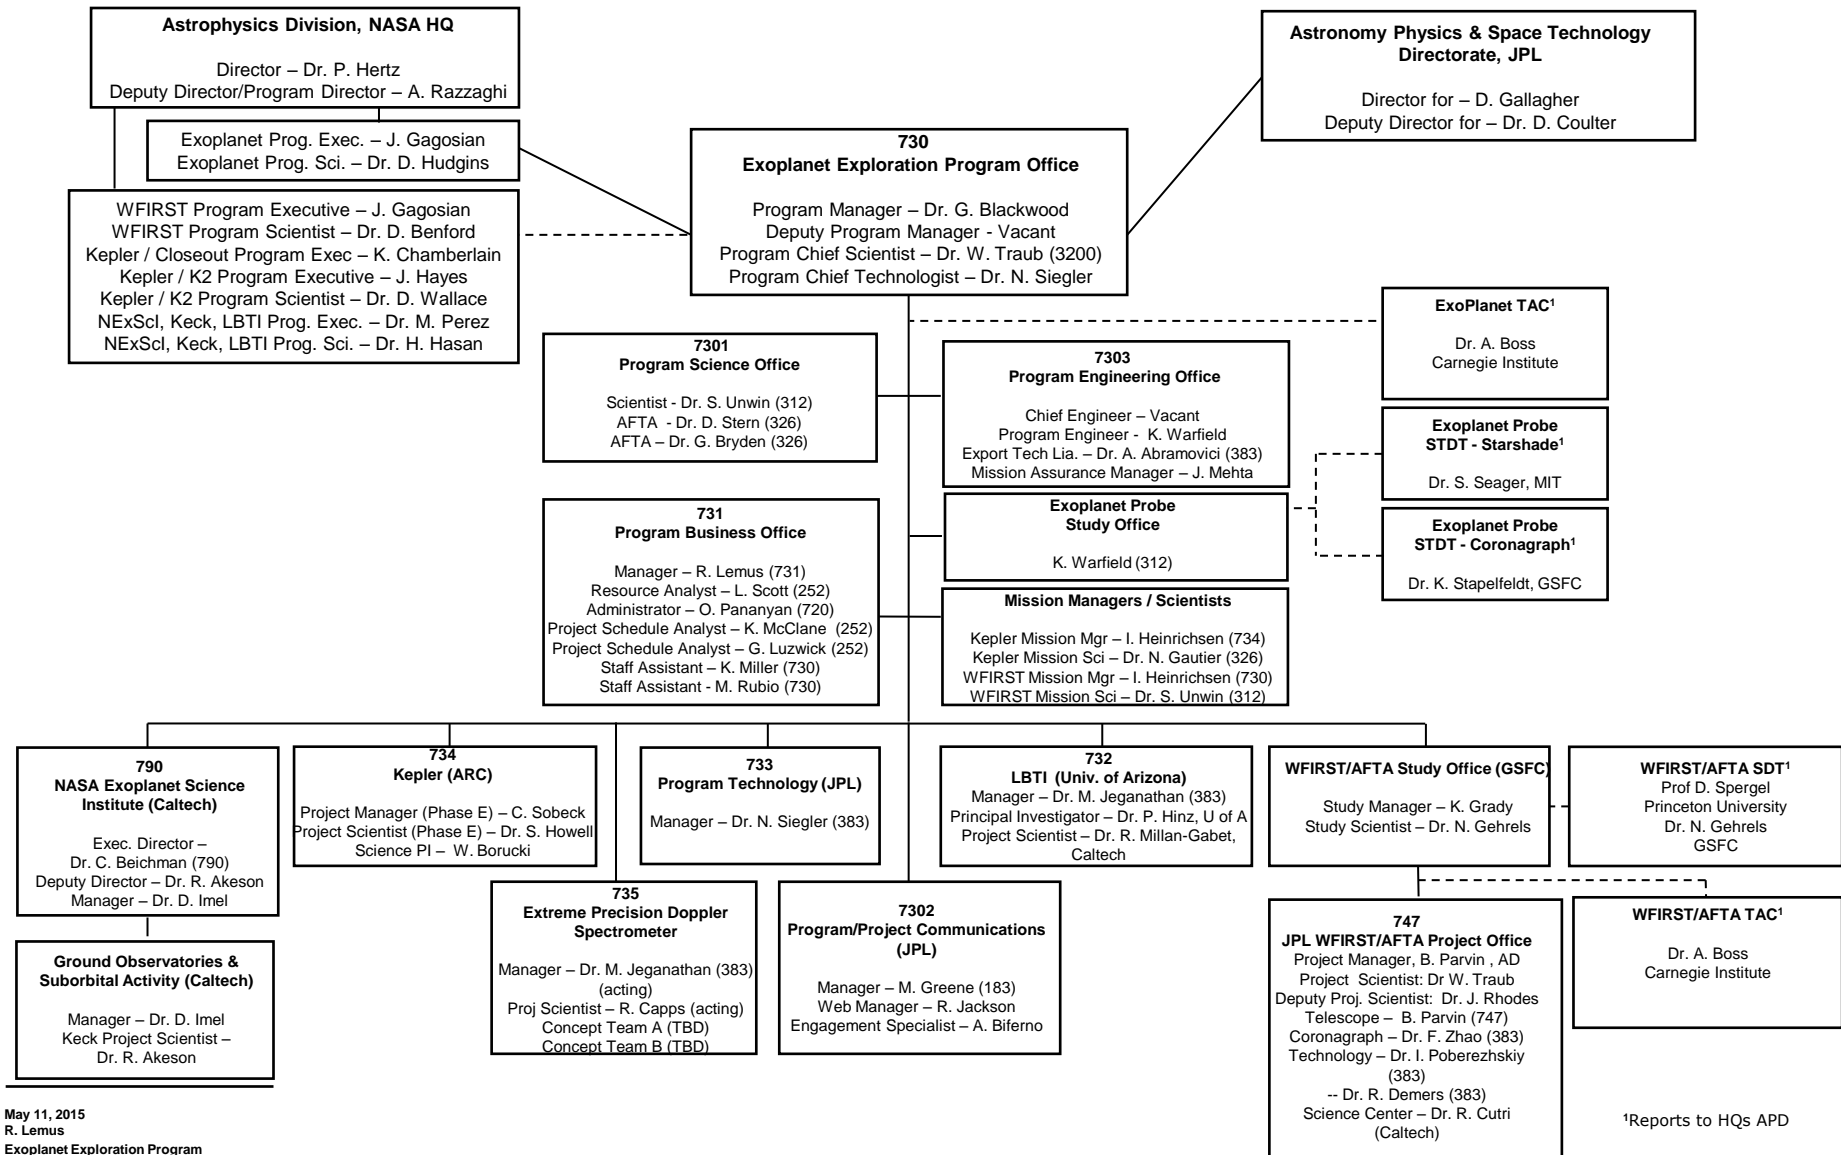 Astrophysics Division, NASA HQ
Director – Dr. P. Hertz
Deputy Director/Program Director – A. Razzaghi
Exoplanet Prog. Exec. – J. Gagosian
Exoplanet Prog. Sci. – Dr. D. Hudgins
WFIRST Program Executive – J. Gagosian
WFIRST Program Scientist – Dr. D. Benford
Kepler / Closeout Program Exec – K. Chamberlain
Kepler / K2 Program Executive – J. Hayes
Kepler / K2 Program Scientist – Dr. D. Wallace
NExScI, Keck, LBTI Prog. Exec. – Dr. M. Perez
NExScI, Keck, LBTI Prog. Sci. – Dr. H. Hasan
730
Exoplanet Exploration Program Office
Program Manager – Dr. G. Blackwood
Deputy Program Manager - Vacant
Program Chief Scientist – Dr. W. Traub (3200)
Program Chief Technologist – Dr. N. Siegler
Astronomy Physics & Space Technology
Directorate, JPL
Director for – D. Gallagher
Deputy Director for – Dr. D. Coulter
7301
Program Science Office
Scientist - Dr. S. Unwin (312)
AFTA - Dr. D. Stern (326)
AFTA – Dr. G. Bryden (326)
7303
Program Engineering Office
Chief Engineer – Vacant
Program Engineer - K. Warfield
Export Tech Lia. – Dr. A. Abramovici (383)
Mission Assurance Manager – J. Mehta
ExoPlanet TAC¹
Dr. A. Boss
Carnegie Institute
Exoplanet Probe
STDT - Starshade¹
Dr. S. Seager, MIT
Exoplanet Probe
STDT - Coronagraph¹
Dr. K. Stapelfeldt, GSFC
731
Program Business Office
Manager – R. Lemus (731)
Resource Analyst – L. Scott (252)
Administrator – O. Pananyan (720)
Project Schedule Analyst – K. McClane (252)
Project Schedule Analyst – G. Luzwick (252)
Staff Assistant – K. Miller (730)
Staff Assistant - M. Rubio (730)
Exoplanet Probe
Study Office
K. Warfield (312)
Mission Managers / Scientists
Kepler Mission Mgr – I. Heinrichsen (734)
Kepler Mission Sci – Dr. N. Gautier (326)
WFIRST Mission Mgr – I. Heinrichsen (730)
WFIRST Mission Sci – Dr. S. Unwin (312)
790
NASA Exoplanet Science
Institute (Caltech)
Exec. Director –
Dr. C. Beichman (790)
Deputy Director – Dr. R. Akeson
Manager – Dr. D. Imel
734
Kepler (ARC)
Project Manager (Phase E) – C. Sobeck
Project Scientist (Phase E) – Dr. S. Howell
Science PI – W. Borucki
733
Program Technology (JPL)
Manager – Dr. N. Siegler (383)
732
LBTI (Univ. of Arizona)
Manager – Dr. M. Jeganathan (383)
Principal Investigator – Dr. P. Hinz, U of A
Project Scientist – Dr. R. Millan-Gabet,
Caltech
WFIRST/AFTA Study Office (GSFC)
Study Manager – K. Grady
Study Scientist – Dr. N. Gehrels
WFIRST/AFTA SDT¹
Prof D. Spergel
Princeton University
Dr. N. Gehrels
GSFC
Ground Observatories &
Suborbital Activity (Caltech)
Manager – Dr. D. Imel
Keck Project Scientist –
Dr. R. Akeson
735
Extreme Precision Doppler
Spectrometer
Manager – Dr. M. Jeganathan (383)
(acting)
Proj Scientist – R. Capps (acting)
Concept Team A (TBD)
Concept Team B (TBD)
7302
Program/Project Communications
(JPL)
Manager – M. Greene (183)
Web Manager – R. Jackson
Engagement Specialist – A. Biferno
747
JPL WFIRST/AFTA Project Office
Project Manager, B. Parvin , AD
Project Scientist: Dr W. Traub
Deputy Proj. Scientist: Dr. J. Rhodes
Telescope – B. Parvin (747)
Coronagraph – Dr. F. Zhao (383)
Technology – Dr. I. Poberezhskiy
(383)
-- Dr. R. Demers (383)
Science Center – Dr. R. Cutri
(Caltech)
WFIRST/AFTA TAC¹
Dr. A. Boss
Carnegie Institute
May 11, 2015
R. Lemus
Exoplanet Exploration Program
¹Reports to HQs APD